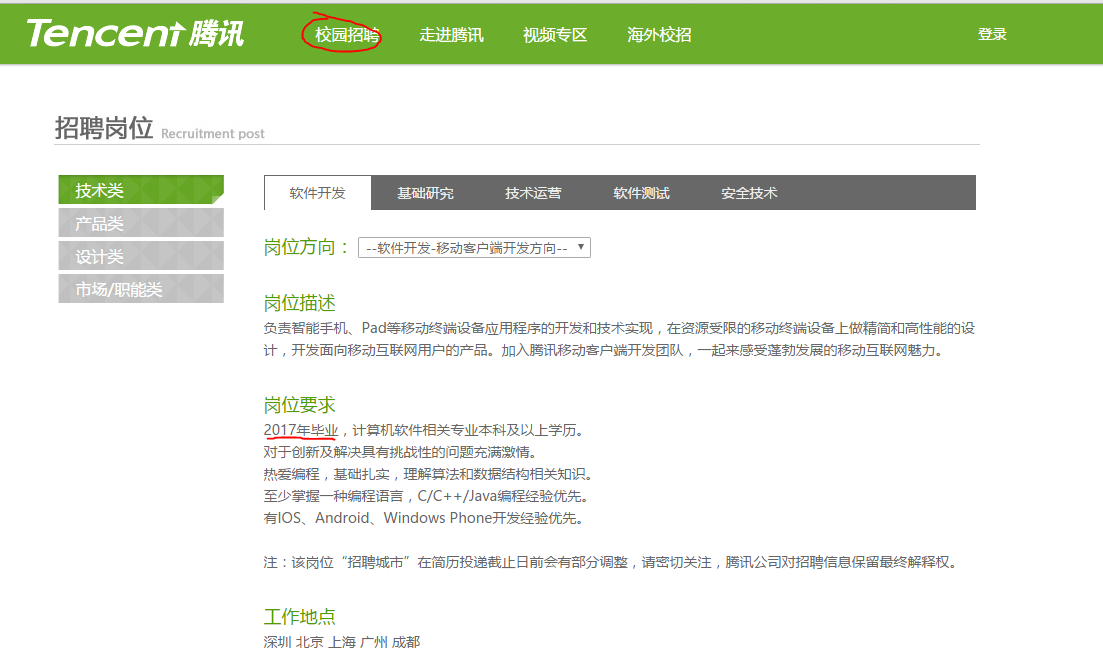 Tencent 腾讯 校园招聘 走进腾讯 视频专区 海外校招 登录
招聘岗位 Recruitment post
技术类
产品类
设计类
市场/职能类
软件开发 基础研究 技术运营 软件测试 安全技术
岗位方向： --软件开发-移动客户端开发方向--
岗位描述
负责智能手机、Pad等移动终端设备应用程序的开发和技术实现，在资源受限的移动终端设备上做精简和高性能的设
计，开发面向移动互联网用户的产品。加入腾讯移动客户端开发团队，一起来感受蓬勃发展的移动互联网魅力。
岗位要求
2017年毕业，计算机软件相关专业本科及以上学历。
对于创新及解决具有挑战性的问题充满激情。
热爱编程，基础扎实，理解算法和数据结构相关知识。
至少掌握一种编程语言，C/C++/Java编程经验优先。
有IOS、Android、Windows Phone开发经验优先。
注：该岗位“招聘城市”在简历投递截止日前会有部分调整，请密切关注，腾讯公司对招聘信息保留最终解释权。
工作地点
深圳 北京 上海 广州 成都